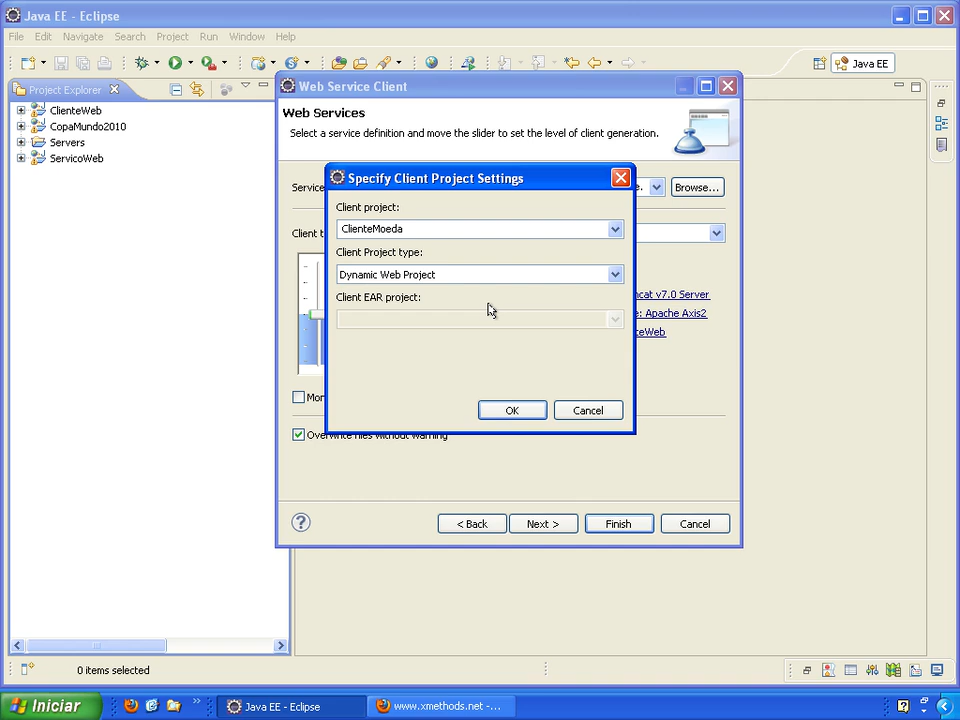 Java EE - Eclipse
File Edit Navigate Search Project Run Window Help
Java EE
Project Explorer
ClienteWeb
CopaMundo2010
Servers
ServicoWeb
Web Service Client
Web Services
Select a service definition and move the slider to set the level of client generation.
Service
Browse...
Client t
Specify Client Project Settings
Client project:
ClienteMoeda
Client Project type:
Dynamic Web Project
Client EAR project:
OK Cancel
cat v7.0 Server
e: Apache Axis2
teWeb
Mon
Overwrite files without warning
? < Back Next > Finish Cancel
0 items selected
Iniciar
Java EE - Eclipse
www.xmethods.net -...